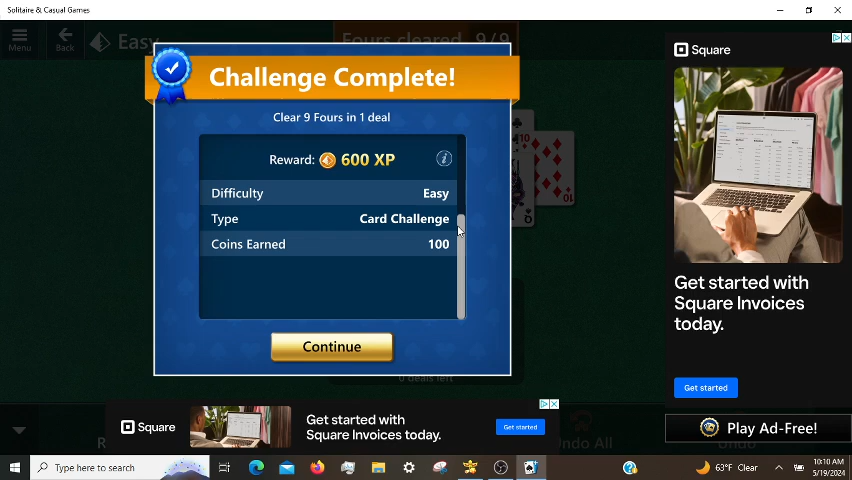 Solitaire & Casual Games
Menu
Back
Easy
Fours cleared 9/9
Challenge Complete!
Clear 9 Fours in 1 deal
Reward: 600 XP
i
Difficulty Easy
Type Card Challenge
Coins Earned 100
Continue
0 deals left
10
10
Q
Square
Get started with
Square Invoices
today.
Get started
Square
Get started with
Square Invoices today.
Get started
Undo All
Undo
Play Ad-Free!
Type here to search
63°F Clear
10:10 AM
5/19/2024